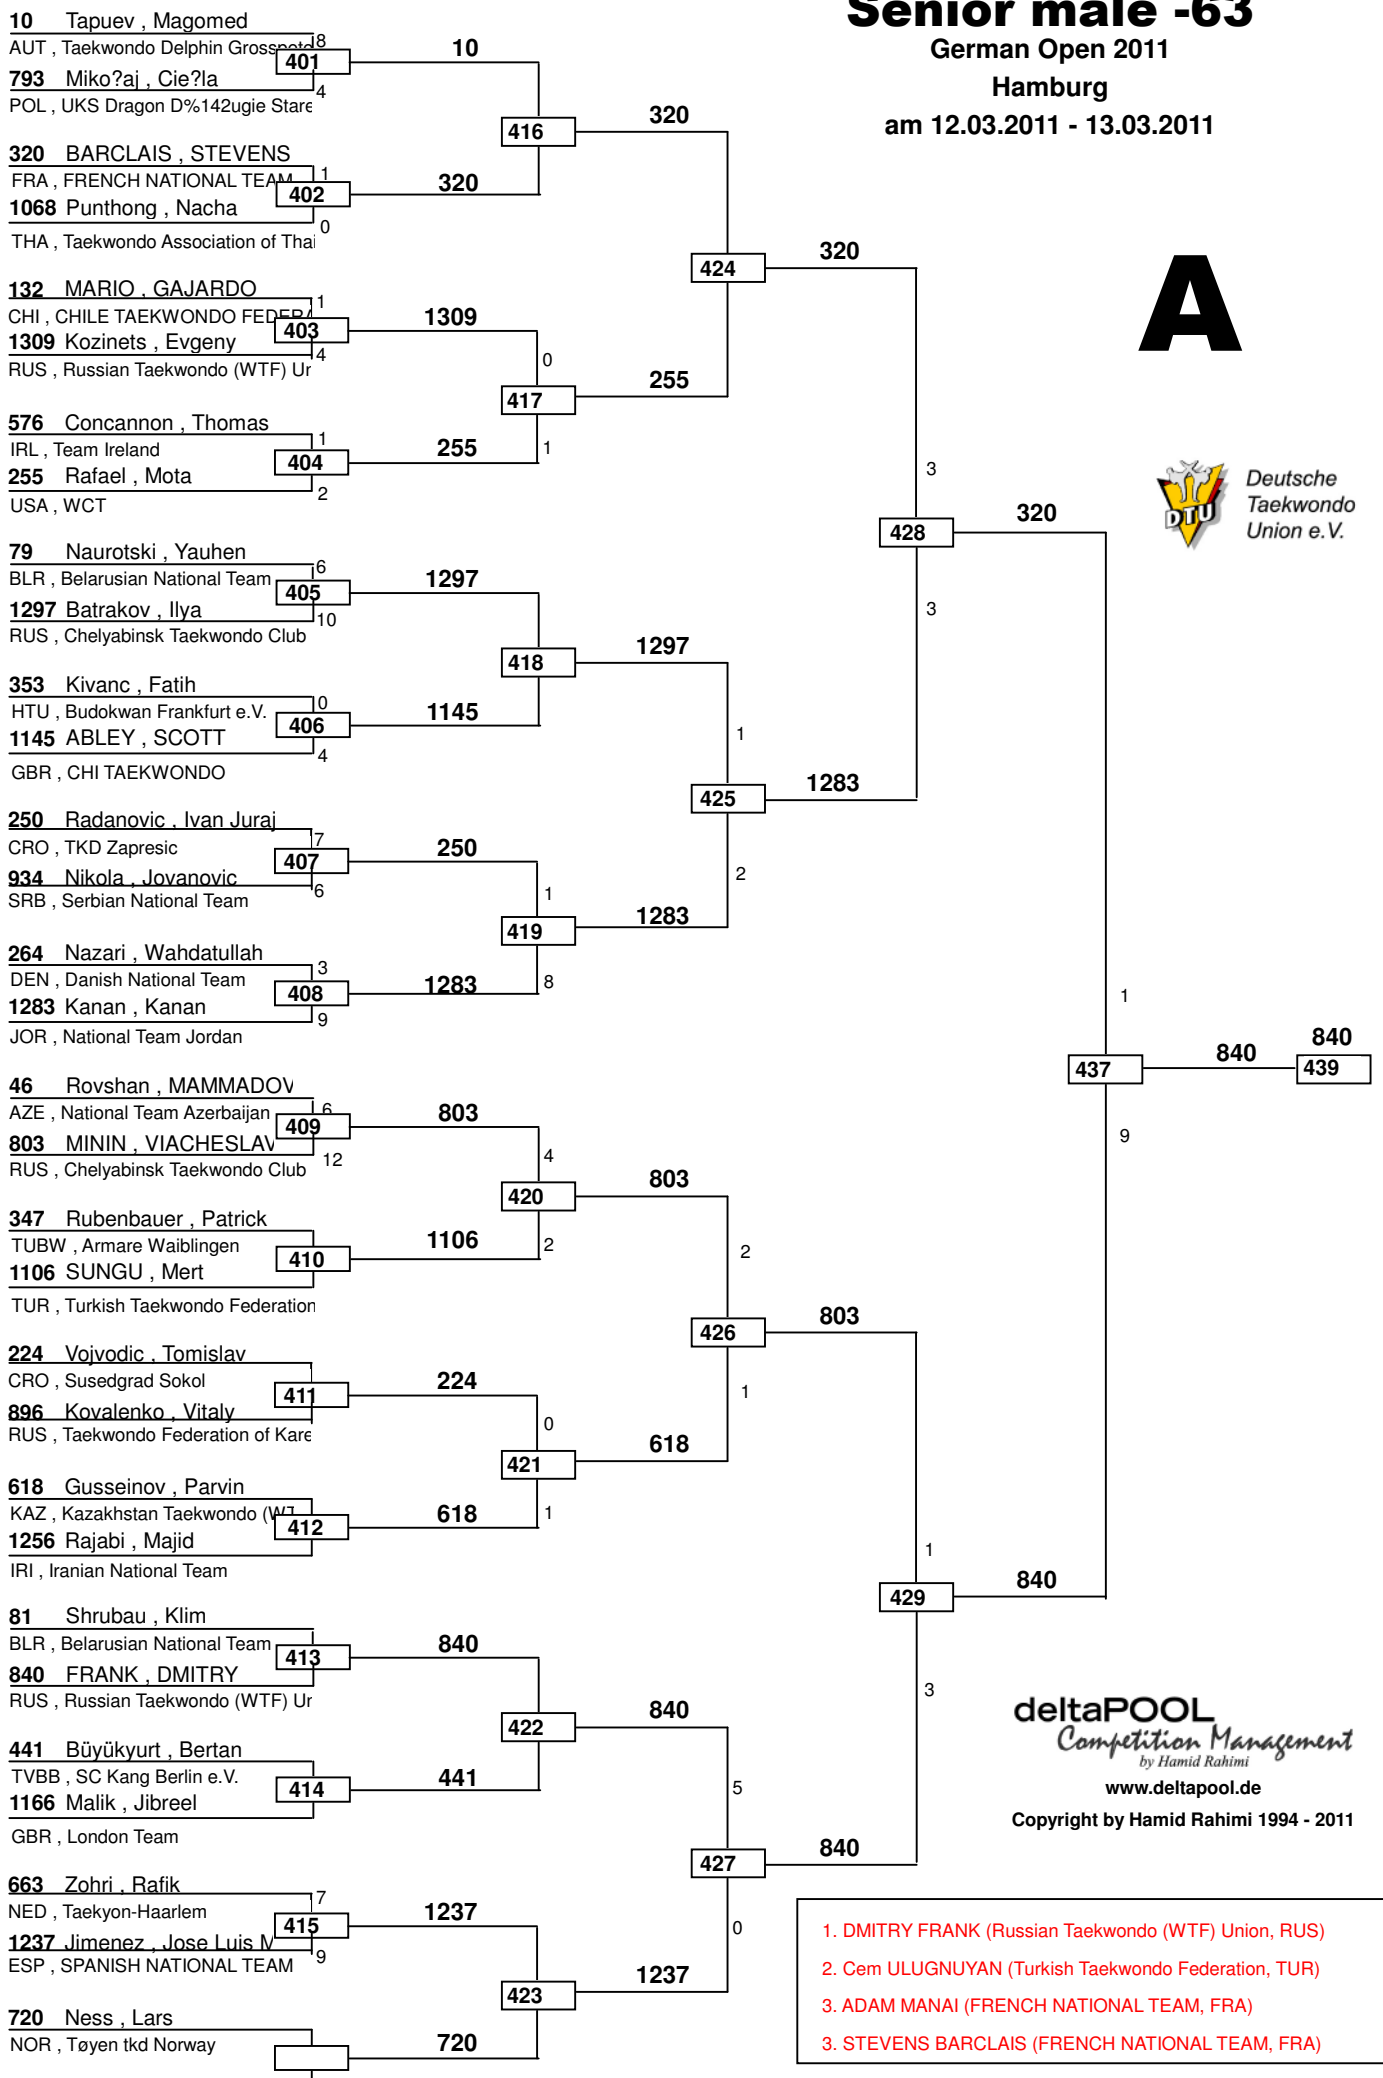 Senior male -63
German Open 2011
Hamburg
am 12.03.2011 - 13.03.2011
A
Deutsche
Taekwondo
Union e.V.
DTU
10 Tapuev , Magomed
AUT , Taekwondo Delphin Grosspete
8
401
10
793 Miko?aj , Cie?la
4
POL , UKS Dragon D%142ugie Stare
416
320
320 BARCLAIS , STEVENS
FRA , FRENCH NATIONAL TEAM
1
402
320
1068 Punthong , Nacha
0
THA , Taekwondo Association of Thai
424
320
132 MARIO , GAJARDO
CHI , CHILE TAEKWONDO FEDERA
1
403
1309
1309 Kozinets , Evgeny
4
RUS , Russian Taekwondo (WTF) Un
0
417
255
1
576 Concannon , Thomas
IRL , Team Ireland
1
404
255
255 Rafael , Mota
2
USA , WCT
3
428
320
3
79 Naurotski , Yauhen
BLR , Belarusian National Team
6
405
1297
1297 Batrakov , Ilya
10
RUS , Chelyabinsk Taekwondo Club
418
1297
353 Kivanc , Fatih
HTU , Budokwan Frankfurt e.V.
0
406
1145
1145 ABLEY , SCOTT
4
GBR , CHI TAEKWONDO
1
425
1283
2
250 Radanovic , Ivan Juraj
CRO , TKD Zapresic
7
407
250
934 Nikola , Jovanovic
6
SRB , Serbian National Team
1
419
1283
8
264 Nazari , Wahdatullah
DEN , Danish National Team
3
408
1283
1283 Kanan , Kanan
9
JOR , National Team Jordan
1
437
840
840
439
9
46 Rovshan , MAMMADOV
AZE , National Team Azerbaijan
6
409
803
803 MININ , VIACHESLAV
12
RUS , Chelyabinsk Taekwondo Club
4
420
803
2
347 Rubenbauer , Patrick
TUBW , Armare Waiblingen
410
1106
1106 SUNGU , Mert
TUR , Turkish Taekwondo Federation
2
426
803
1
224 Vojvodic , Tomislav
CRO , Susedgrad Sokol
411
224
896 Kovalenko , Vitaly
RUS , Taekwondo Federation of Kare
0
421
618
1
618 Gusseinov , Parvin
KAZ , Kazakhstan Taekwondo (WT
412
618
1256 Rajabi , Majid
IRI , Iranian National Team
1
429
840
3
81 Shrubau , Klim
BLR , Belarusian National Team
413
840
840 FRANK , DMITRY
RUS , Russian Taekwondo (WTF) Un
422
840
441 Büyükyurt , Bertan
TVBB , SC Kang Berlin e.V.
414
441
1166 Malik , Jibreel
GBR , London Team
5
427
840
0
663 Zohri , Rafik
NED , Taekyon-Haarlem
7
415
1237
1237 Jimenez , Jose Luis M
9
ESP , SPANISH NATIONAL TEAM
423
1237
720 Ness , Lars
NOR , Tøyen tkd Norway
720
deltaPOOL
Competition Management
by Hamid Rahimi
www.deltapool.de
Copyright by Hamid Rahimi 1994 - 2011
1. DMITRY FRANK (Russian Taekwondo (WTF) Union, RUS)
2. Cem ULUGNUYAN (Turkish Taekwondo Federation, TUR)
3. ADAM MANAI (FRENCH NATIONAL TEAM, FRA)
3. STEVENS BARCLAIS (FRENCH NATIONAL TEAM, FRA)